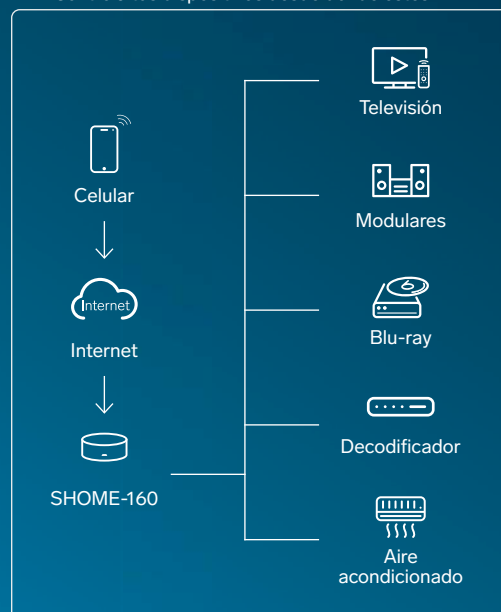 Celular
Internet
Internet
SHOME-160
Televisión
Modulares
Blu-ray
Decodificador
Aire
acondicionado